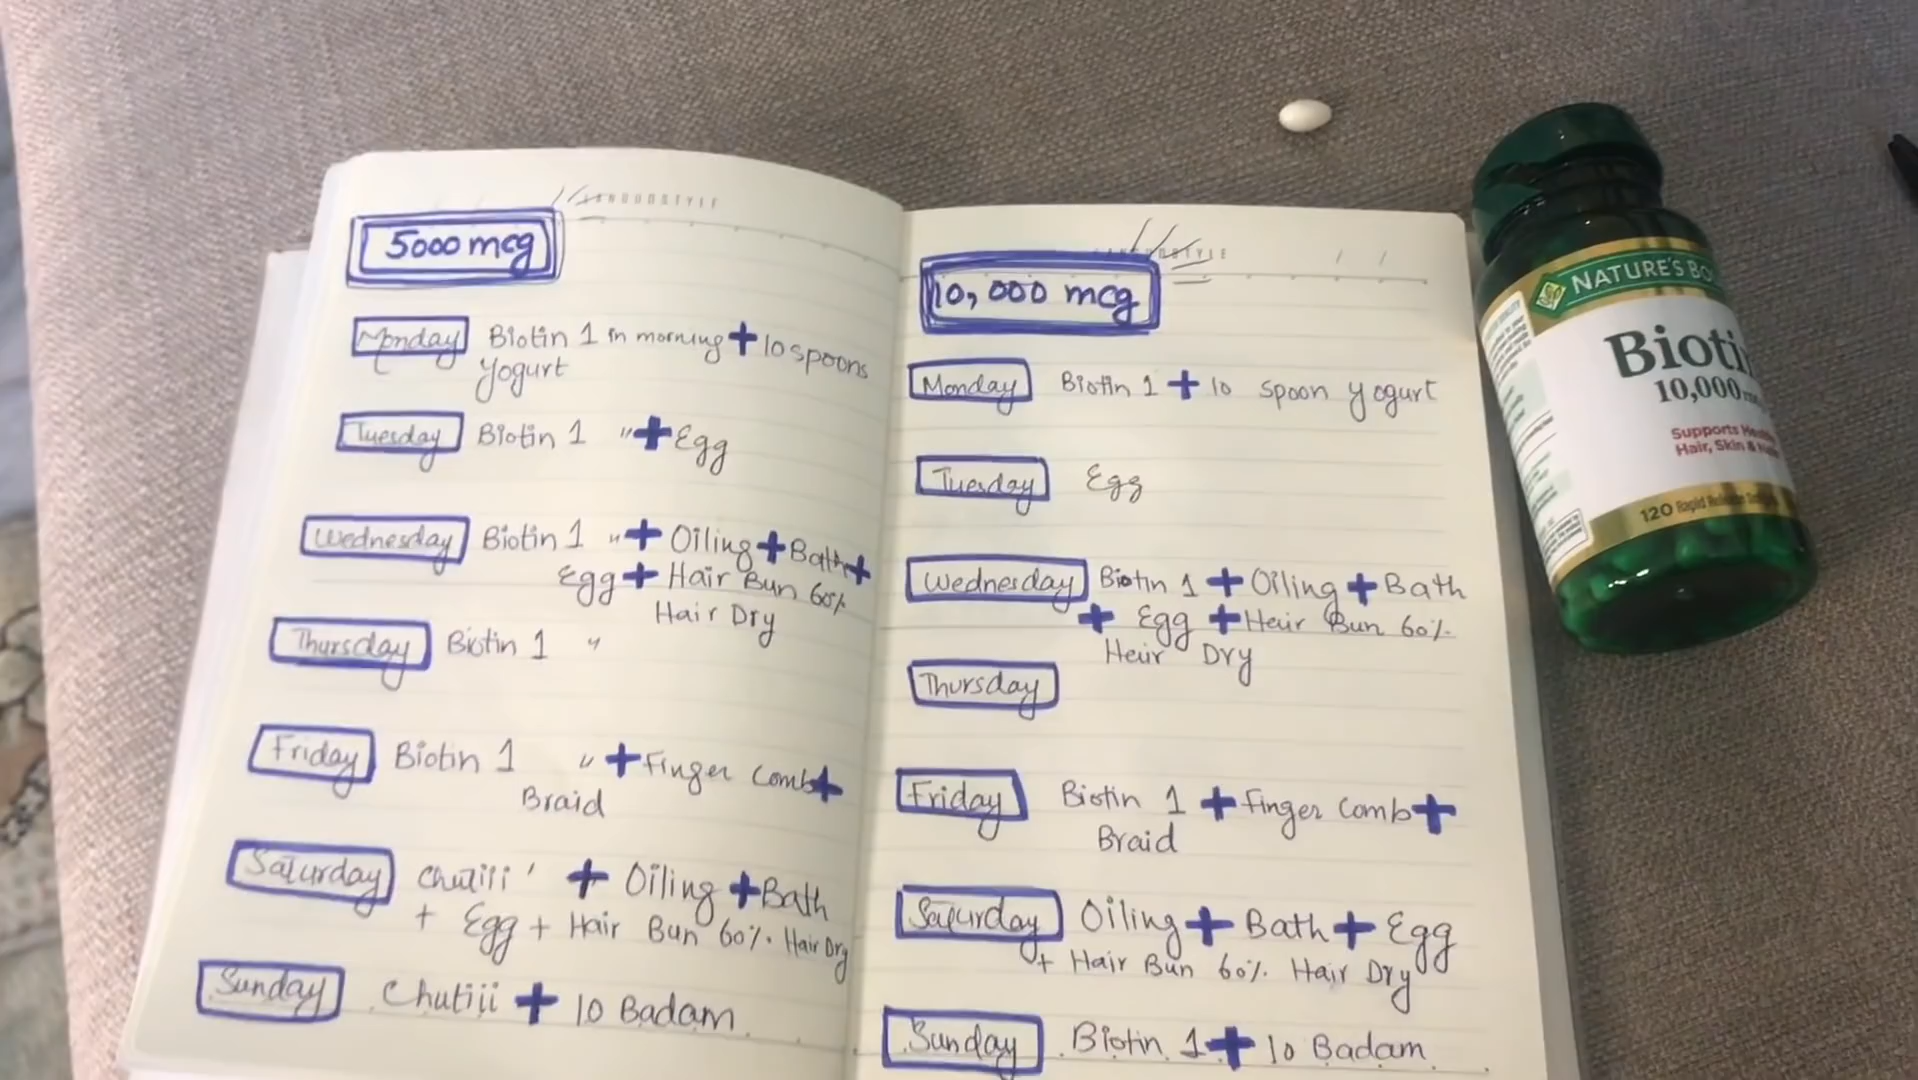 5000 mcg
Monday Biotin 1 in morning + 10 spoons
Yogurt
Tuesday Biotin 1 " + Egg
Wednesday Biotin 1 " + Oiling + Bath +
Egg + Hair Bun 60%
Hair Dry
Thursday Biotin 1 "
Friday Biotin 1 " + Finger Comb +
Braid
Saturday + Oiling + Bath
+ Egg + Hair Bun 60%. Hair Dry
Sunday Chutiii + 10 Badam
10,000 mcg
Monday Biotin 1 + 10 spoon yogurt
Tuesday Egg
Wednesday Biotin 1 + Oiling + Bath
+ Egg + Heir Bun 60%.
Heir Dry
Thursday
Friday Biotin 1 + Finger Comb +
Braid
Saturday Oiling + Bath + Egg
+ Hair Bun 60%. Hair Dry
Sunday Biotin 1 + 10 Badam
NATURE'S
10,000
Supports
Hair, Skin &
120 Rapid Release